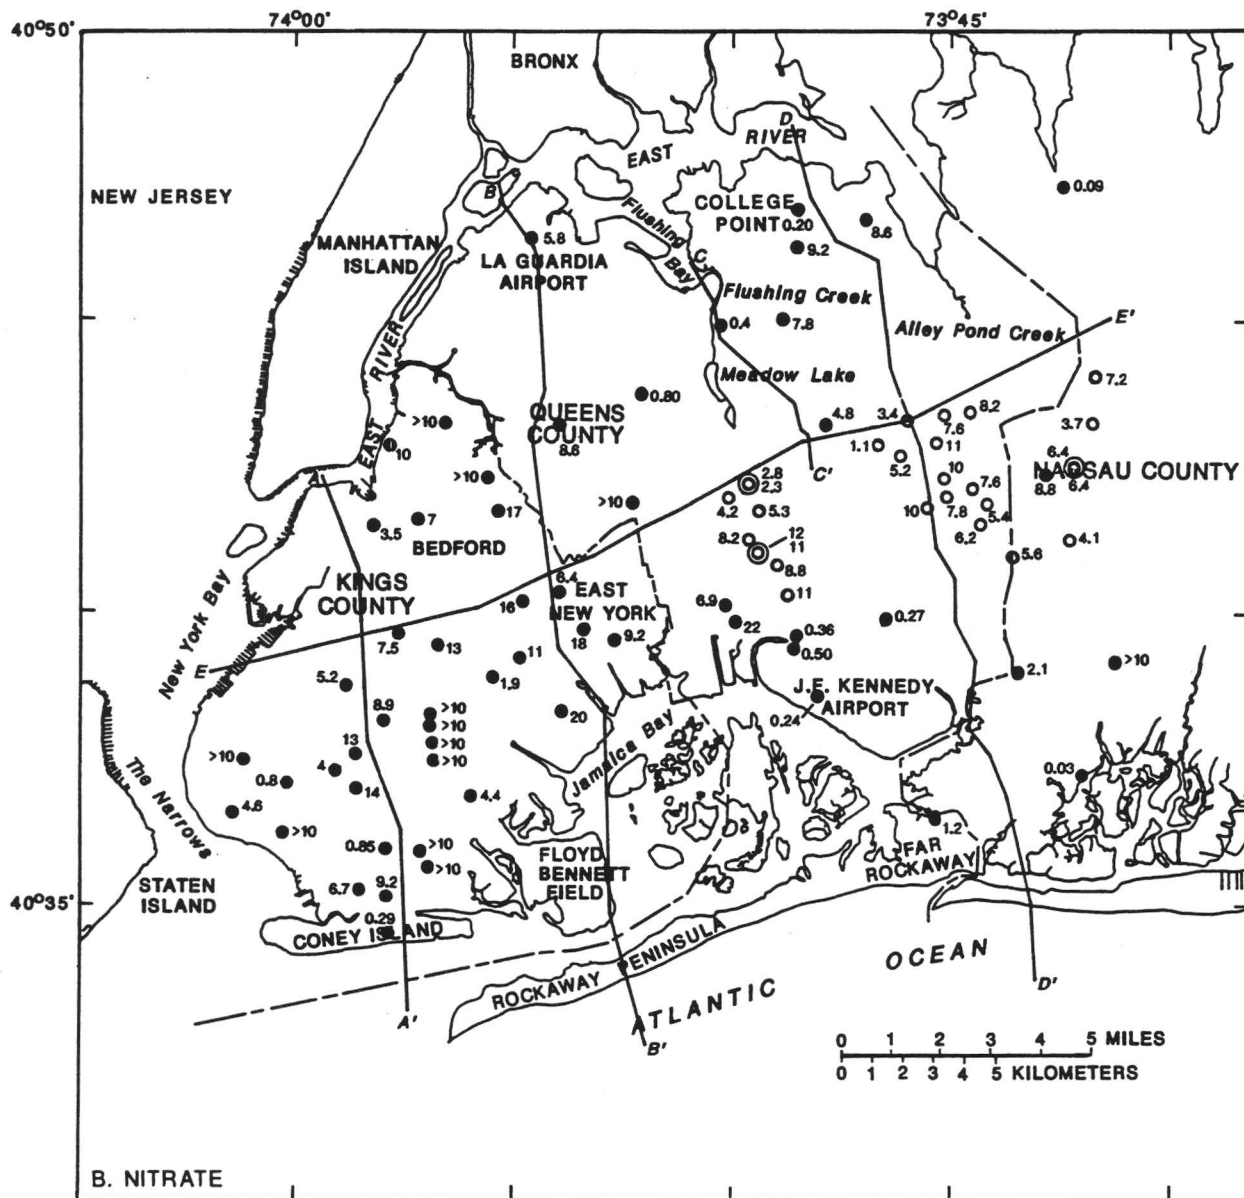 74°00'
73°45'
40°50'
BRONX
D
RIVER
EAST
NEW JERSEY
B
0.09
COLLEGE
POINT
0.20
8.6
Flushing
Bay
MANHATTAN
ISLAND
5.8
9.2
LA GUARDIA
AIRPORT
C
Flushing Creek
0.4
7.8
Alley Pond Creek
E'
RIVER
Meadow Lake
7.2
0.80
>10
QUEENS
COUNTY
4.8
3.4
8.2
7.6
3.7
EAST
10
8.6
1.1
11
5.2
6.4
NASSAU COUNTY
A
>10
2.8
2.3
C'
10
7.6
8.8
6.4
17
>10
4.2
5.3
10
7.8
5.4
3.5
7
6.2
BEDFORD
8.2
12
11
4.1
5.6
8.8
New York Bay
KINGS
COUNTY
6.4
EAST
NEW YORK
16
11
6.9
22
0.27
18
9.2
0.36
7.5
13
0.50
E
11
>10
5.2
1.9
2.1
J.F. KENNEDY
AIRPORT
8.9
>10
20
0.24
>10
Jamaica Bay
>10
>10
13
>10
The Narrows
4
0.8
0.03
14
4.4
4.6
1.2
>10
0.85
>10
FLOYD
BENNETT
FIELD
FAR
ROCKAWAY
>10
STATEN
ISLAND
6.7
9.2
40°35'
0.29
CONEY ISLAND
PENINSULA
ROCKAWAY
ATLANTIC
OCEAN
A'
B'
D'
0 1 2 3 4 5 MILES
0 1 2 3 4 5 KILOMETERS
B. NITRATE